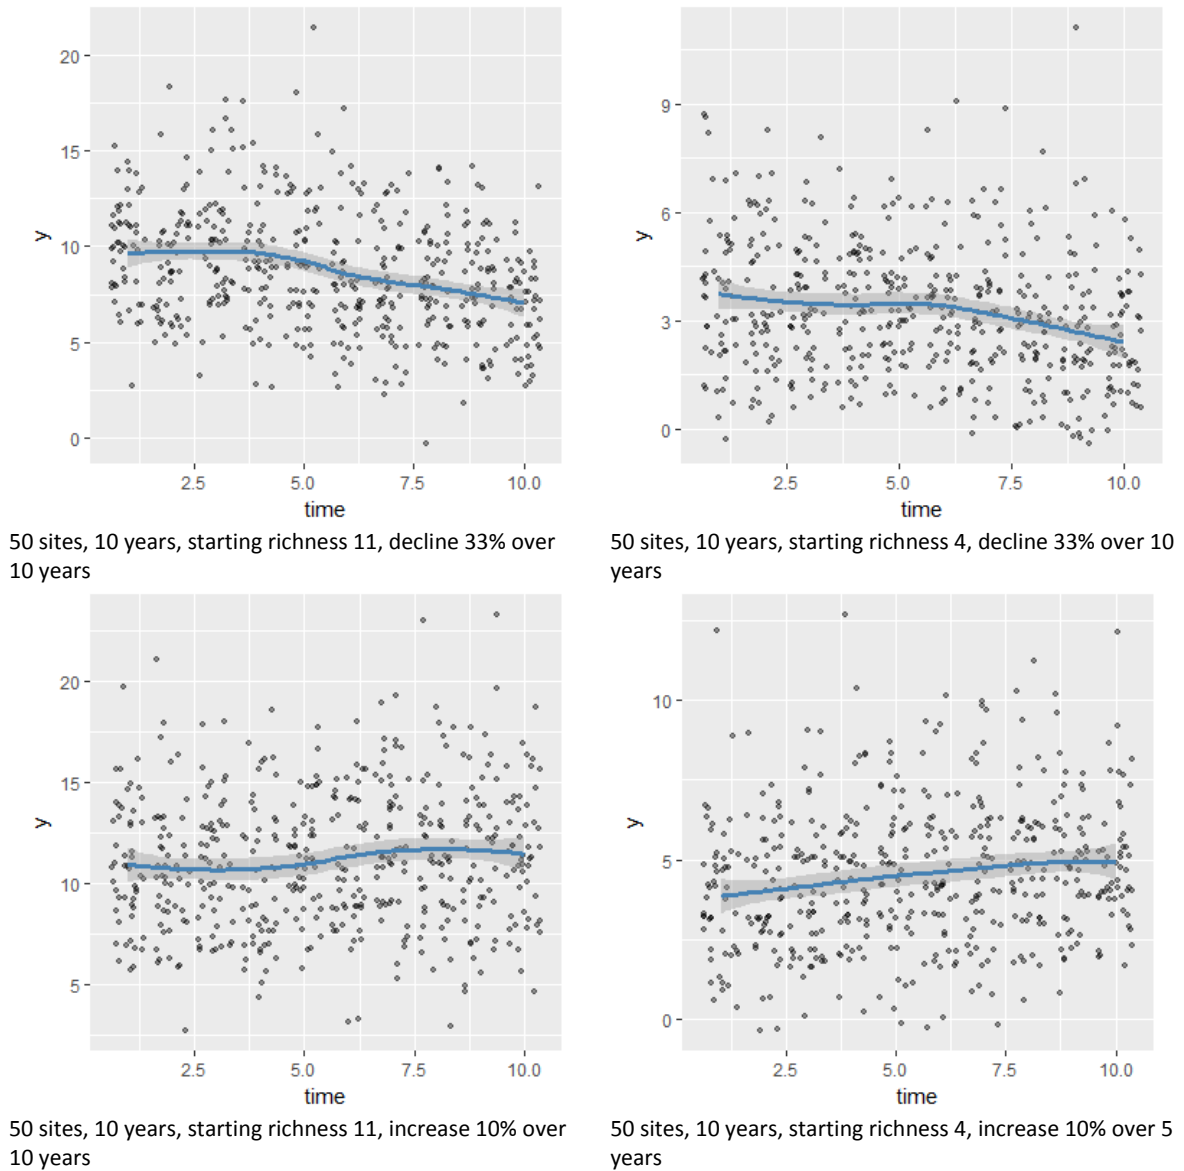 20
15
10
5
0
y
2.5 5.0 7.5 10.0
time
50 sites, 10 years, starting richness 11, decline 33% over
10 years
9
6
3
0
y
2.5 5.0 7.5 10.0
time
50 sites, 10 years, starting richness 4, decline 33% over 10
years
20
15
10
5
y
2.5 5.0 7.5 10.0
time
50 sites, 10 years, starting richness 11, increase 10% over
10 years
10
5
0
y
2.5 5.0 7.5 10.0
time
50 sites, 10 years, starting richness 4, increase 10% over 5
years